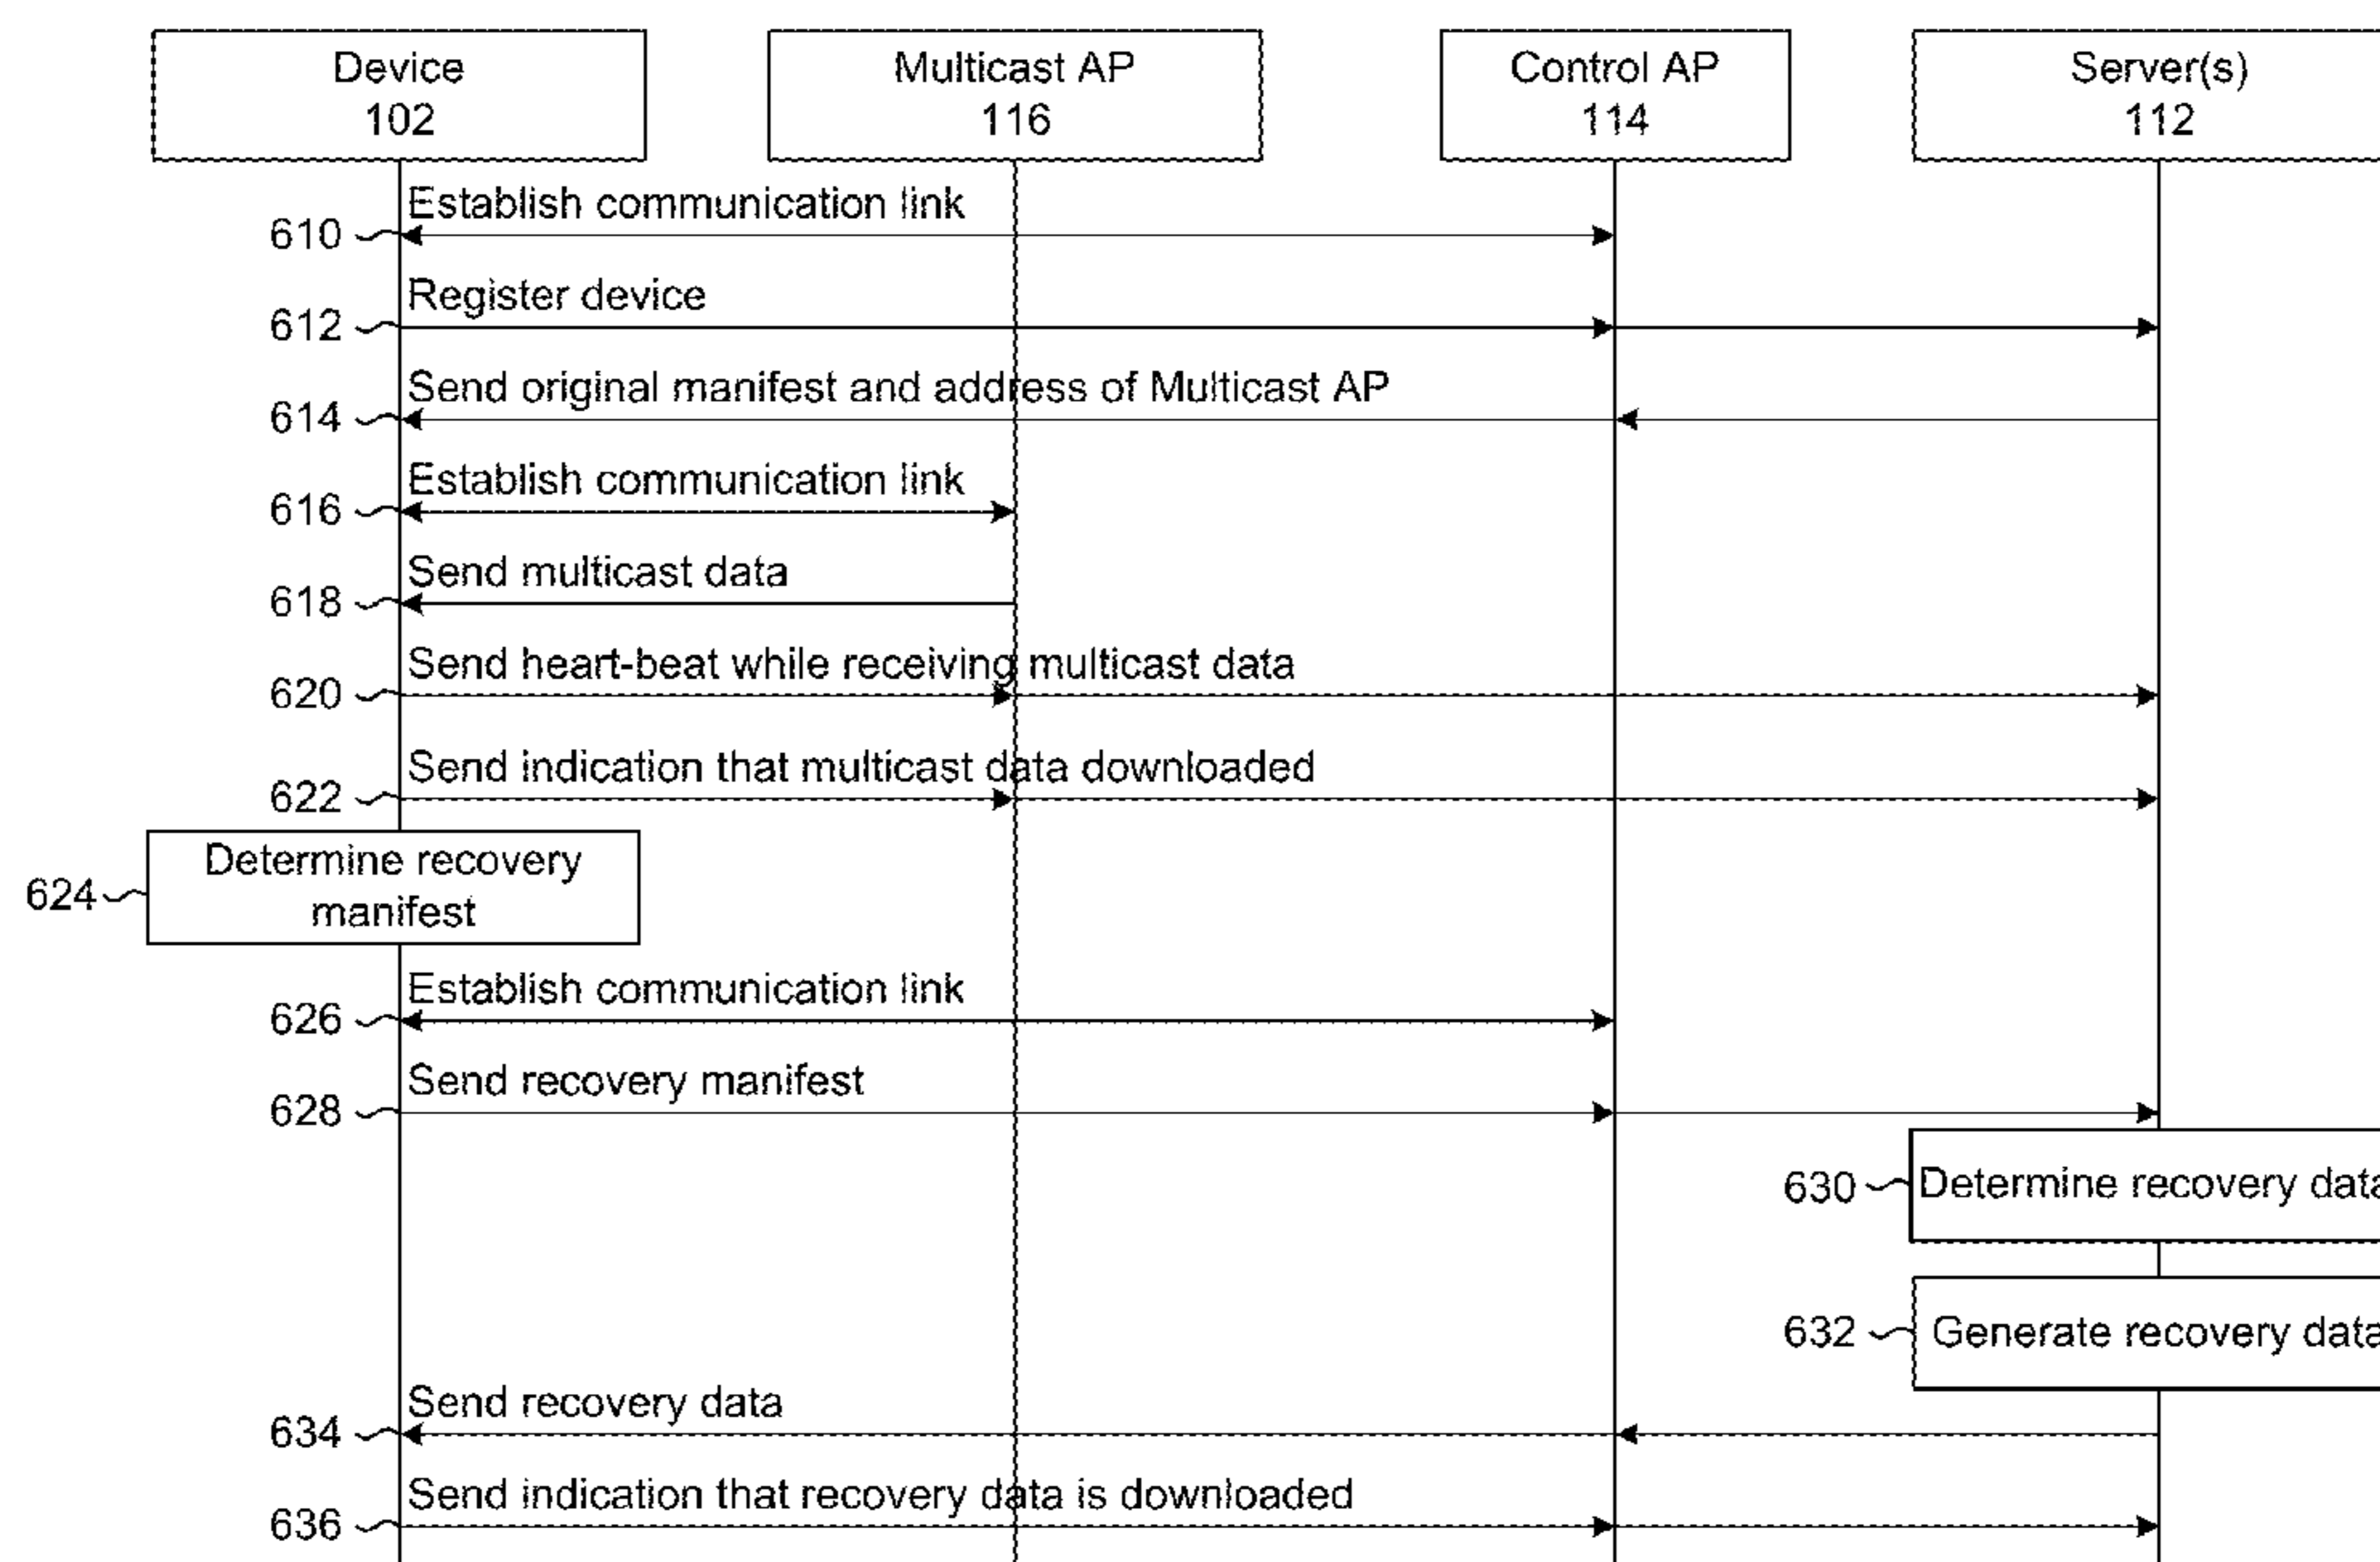 Device
102
Multicast AP
116
Control AP
114
Server(s)
112
Establish communication link
610
Register device
612
Send original manifest and address of Multicast AP
614
Establish communication link
616
Send multicast data
618
Send heart-beat while receiving multicast data
620
Send indication that multicast data downloaded
622
Determine recovery
manifest
624
Establish communication link
626
Send recovery manifest
628
630
Determine recovery data
632
Generate recovery data
Send recovery data
634
Send indication that recovery data is downloaded
636